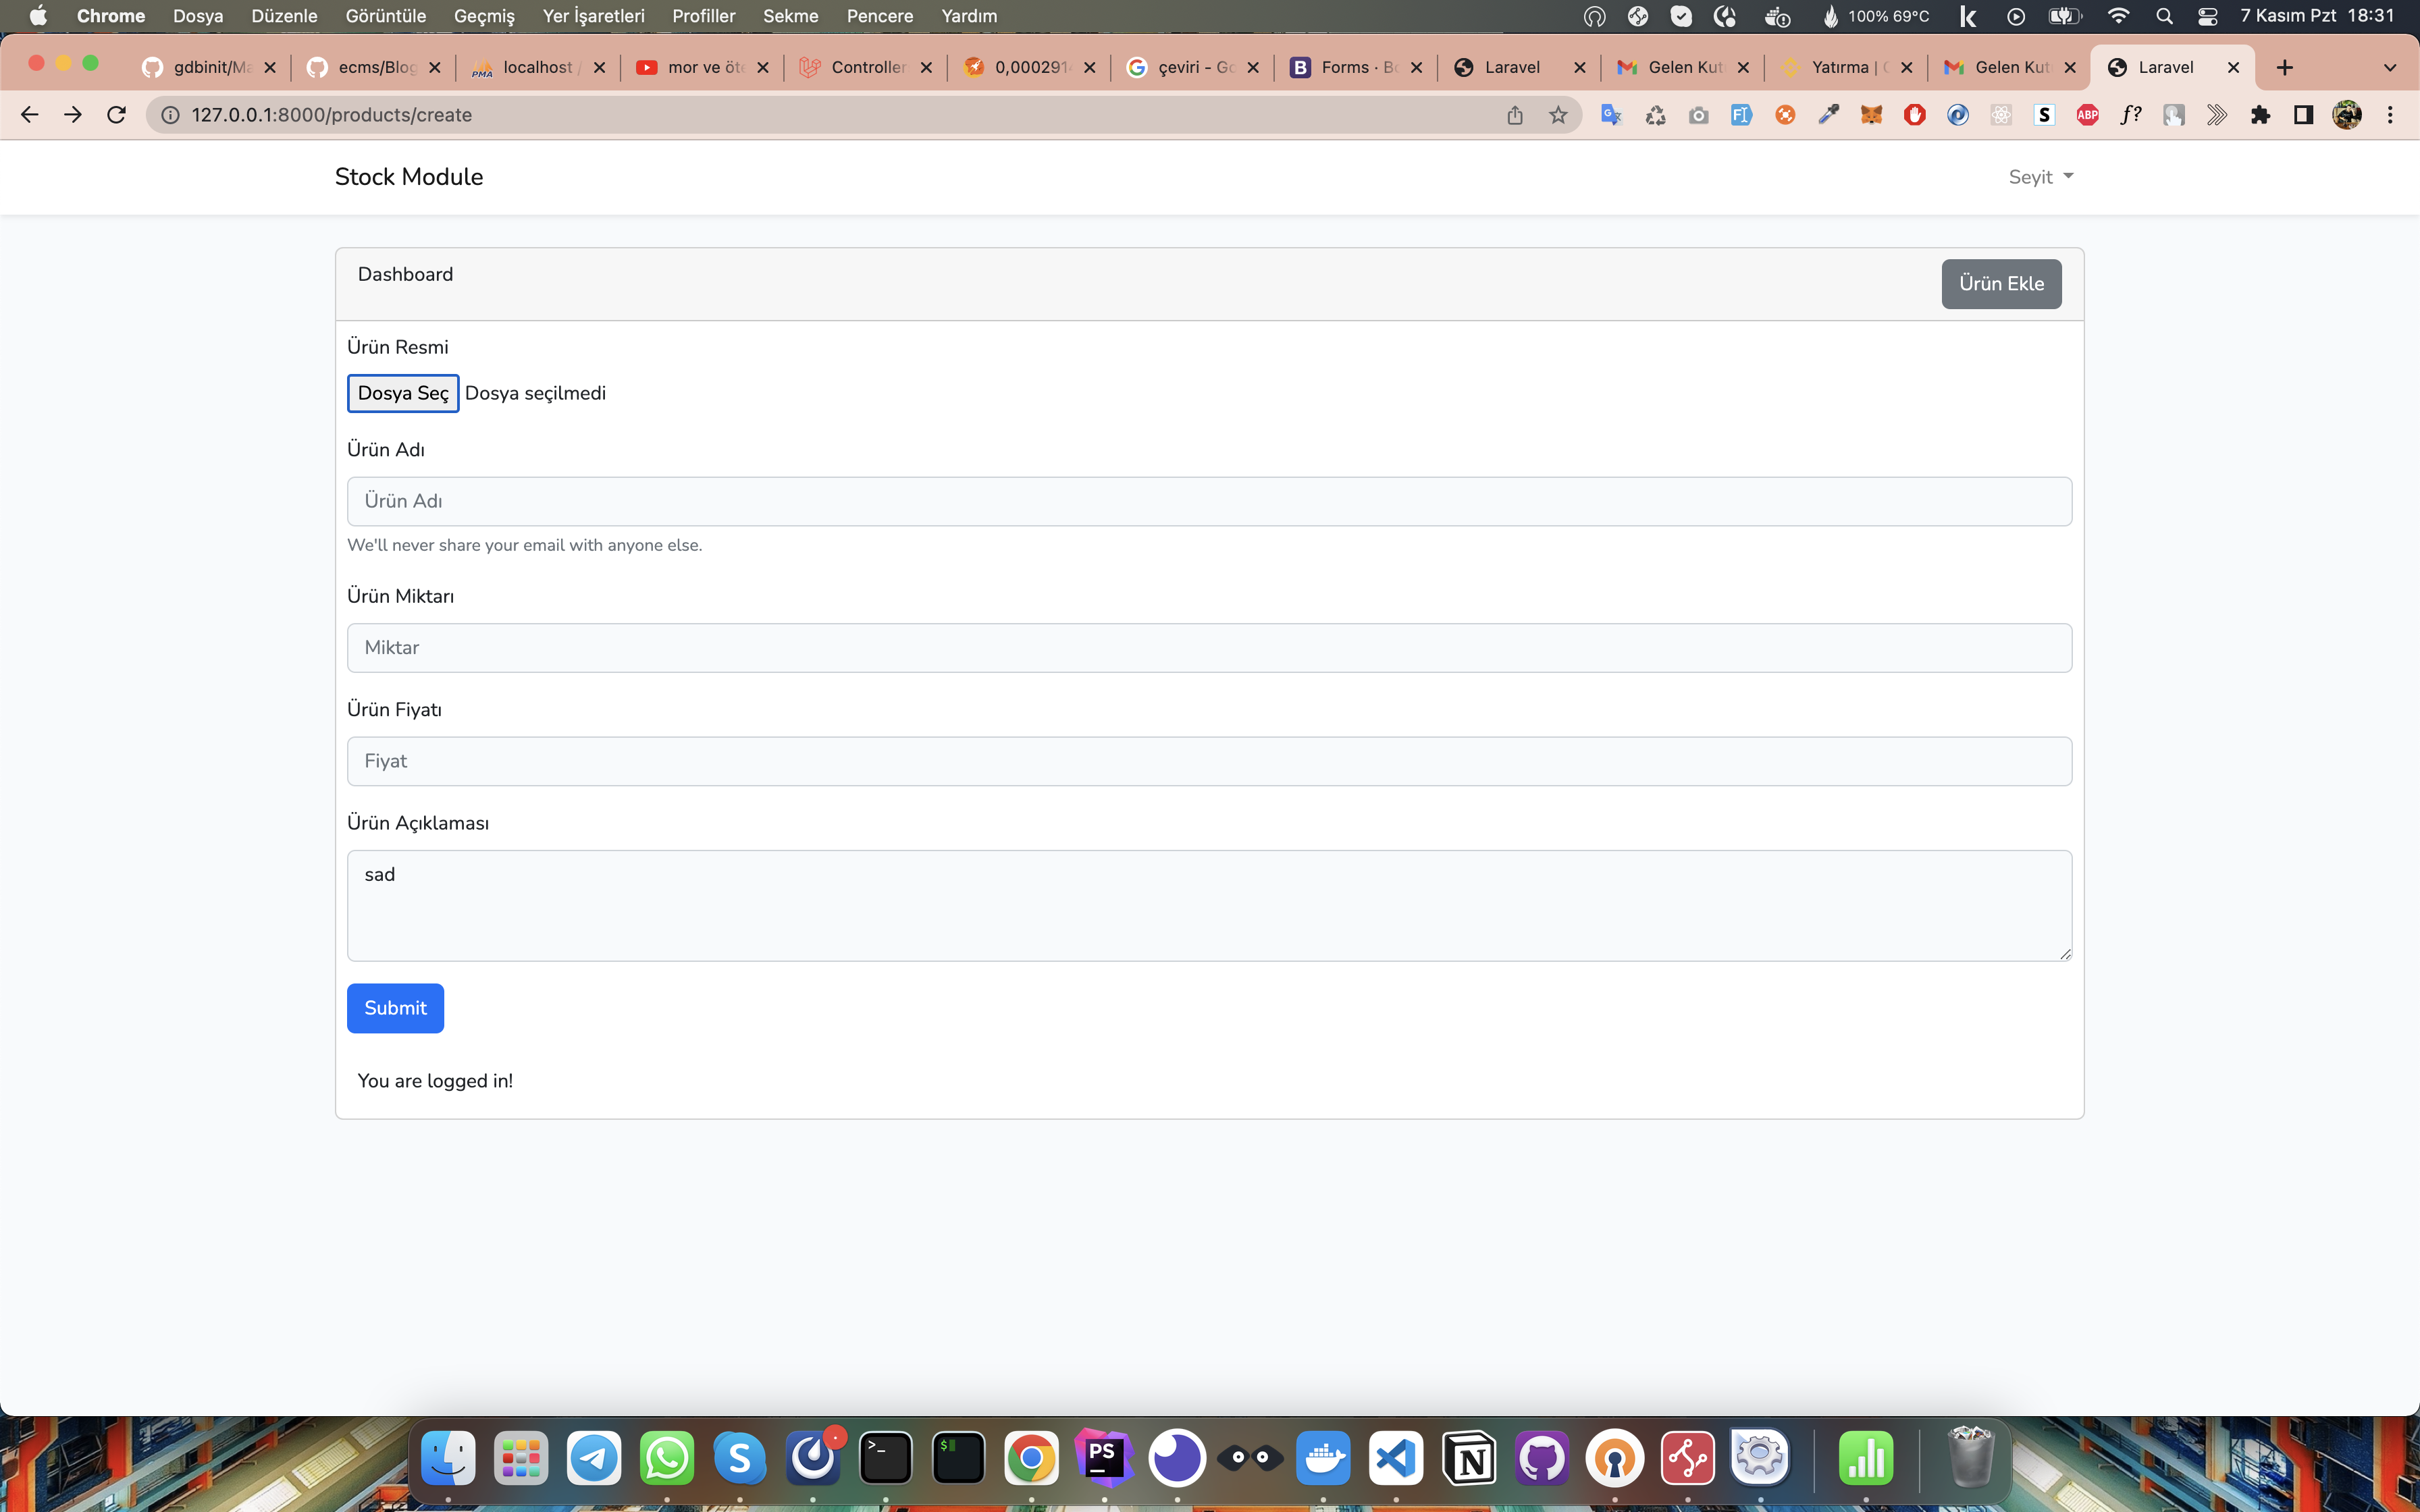 Chrome Dosya Düzenle Görüntüle Geçmiş Yer İşaretleri Profiller Sekme Pencere Yardım 100% 69°C 7 Kasım Pzt 18:31
gdbinit/Ma ecms/Blog localhost / mor ve öte Controller 0,000291 çeviri - Go Forms · Bo Laravel Gelen Kut Yatırma | Gelen Kut Laravel
127.0.0.1:8000/products/create
Stock Module Seyit
Dashboard Ürün Ekle
Ürün Resmi
Dosya Seç Dosya seçilmedi
Ürün Adı
Ürün Adı
We'll never share your email with anyone else.
Ürün Miktarı
Miktar
Ürün Fiyatı
Fiyat
Ürün Açıklaması
sad
Submit
You are logged in!